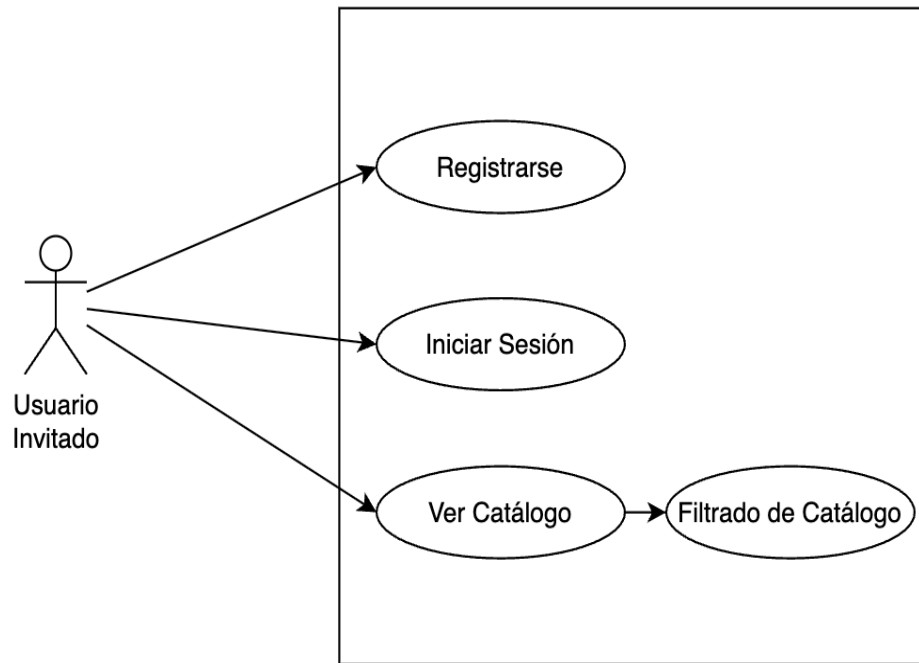 Registrarse
Iniciar Sesión
Usuario
Invitado
Ver Catálogo
Filtrado de Catálogo